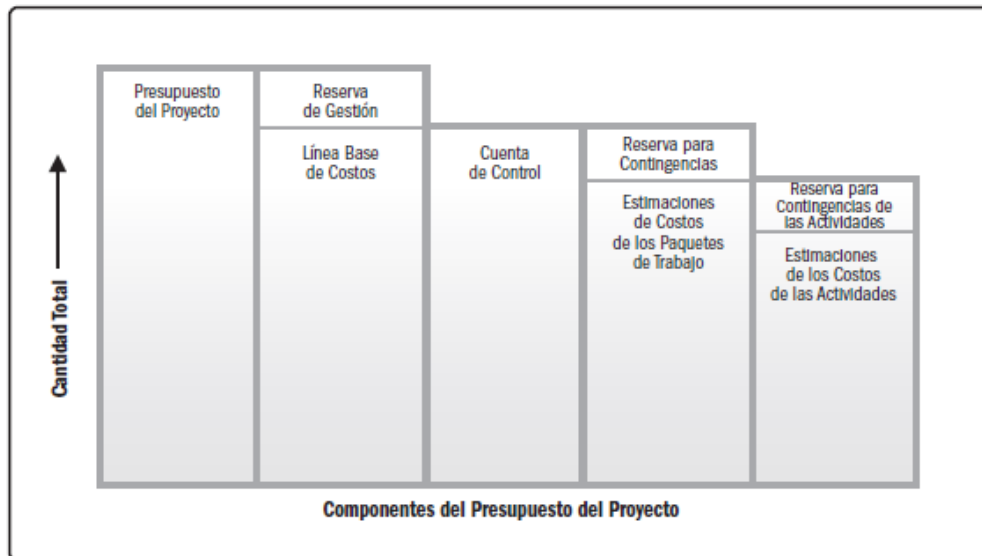 Presupuesto
del Proyecto
Reserva
de Gestión
Línea Base
de Costos
Cuenta
de Control
Reserva para
Contingencias
Estimaciones
de Costos
de los Paquetes
de Trabajo
Reserva para
Contingencias de
las Actividades
Estimaciones
de los Costos
de las Actividades
Cantidad Total
Componentes del Presupuesto del Proyecto